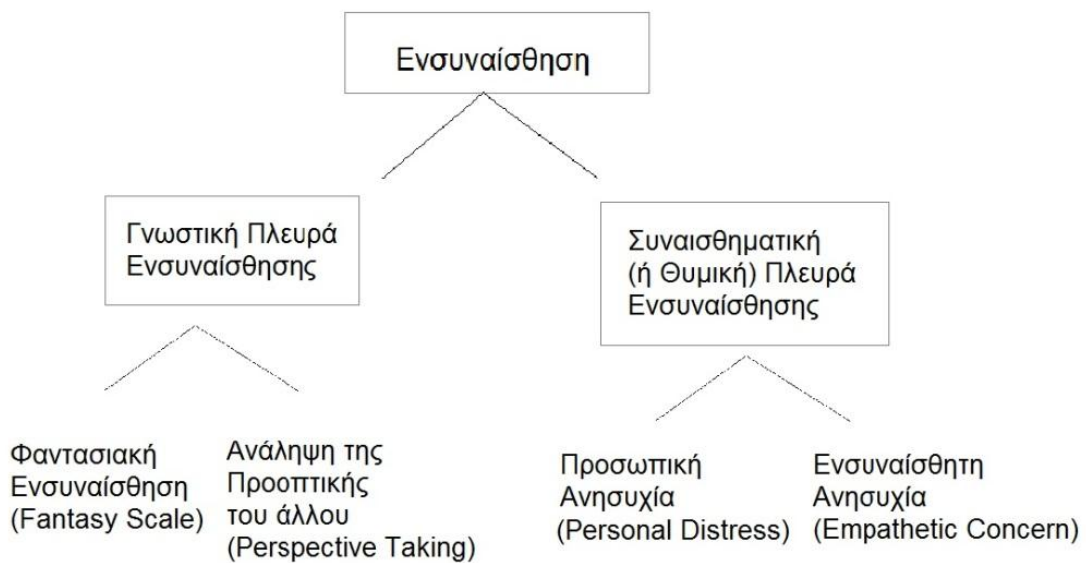 Ενσυναίσθηση
Γνωστική Πλευρά
Ενσυναίσθησης
Συναισθηματική
(ή Θυμική) Πλευρά
Ενσυναίσθησης
Φαντασιακή
Ενσυναίσθηση
(Fantasy Scale)
Ανάληψη της
Προοπτικής
του άλλου
(Perspective Taking)
Προσωπική
Ανησυχία
(Personal Distress)
Ενσυναίσθητη
Ανησυχία
(Empathetic Concern)